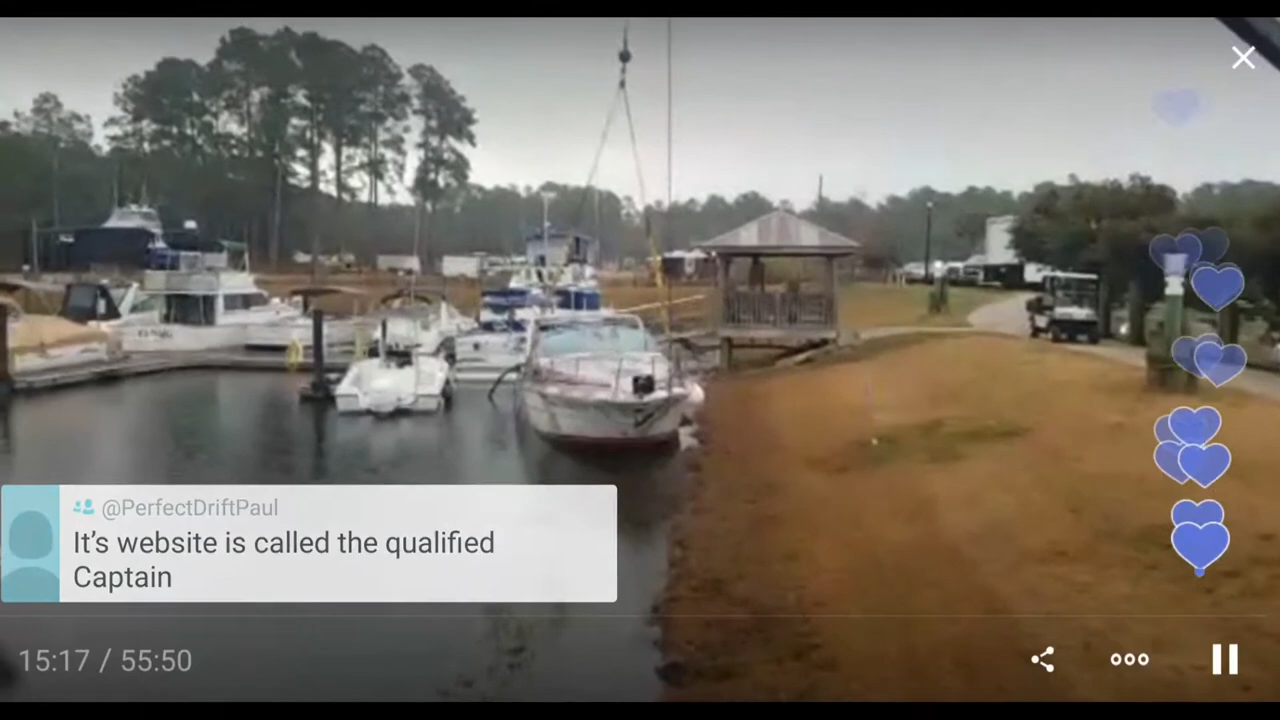 @PerfectDriftPaul
It’s website is called the qualified
Captain
15:17 / 55:50